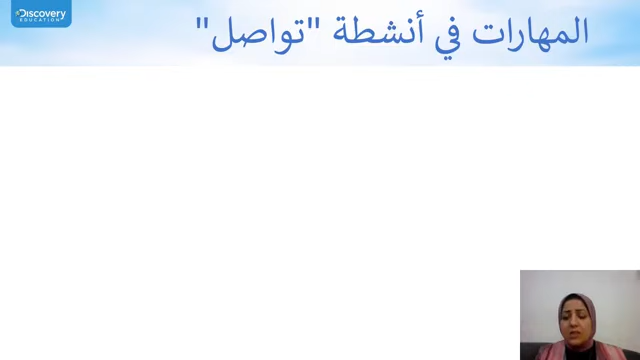 Discovery
EDUCATION
المهارات في أنشطة "تواصل"